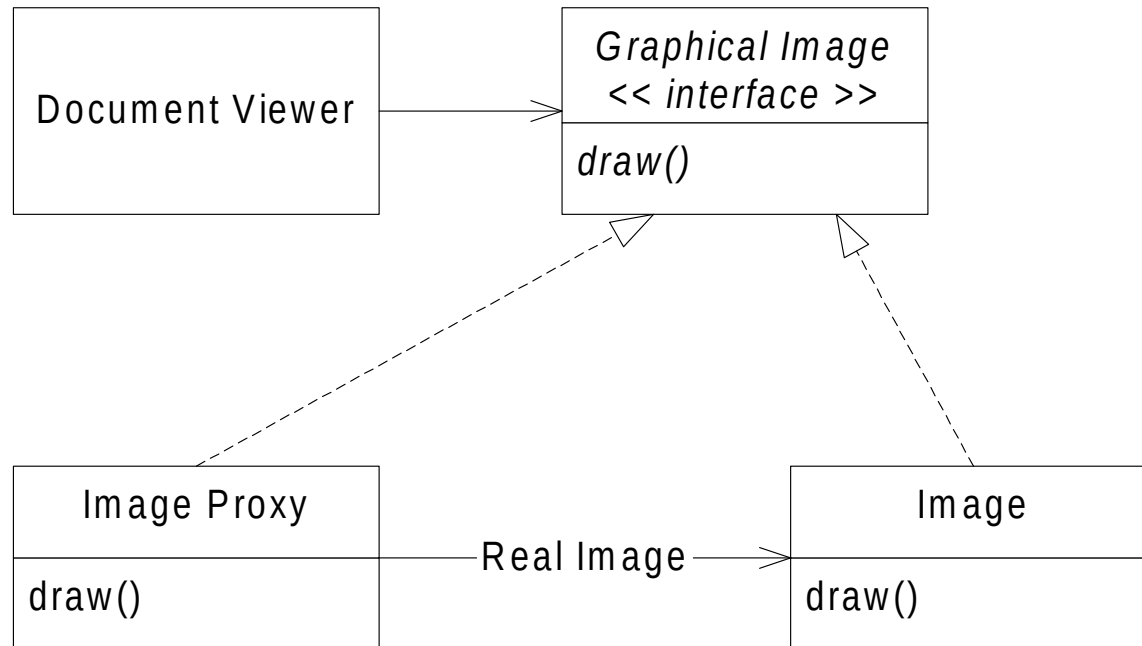 Document Viewer
Graphical Image
<< interface >>
draw()
Image Proxy
draw()
Real Image
Image
draw()